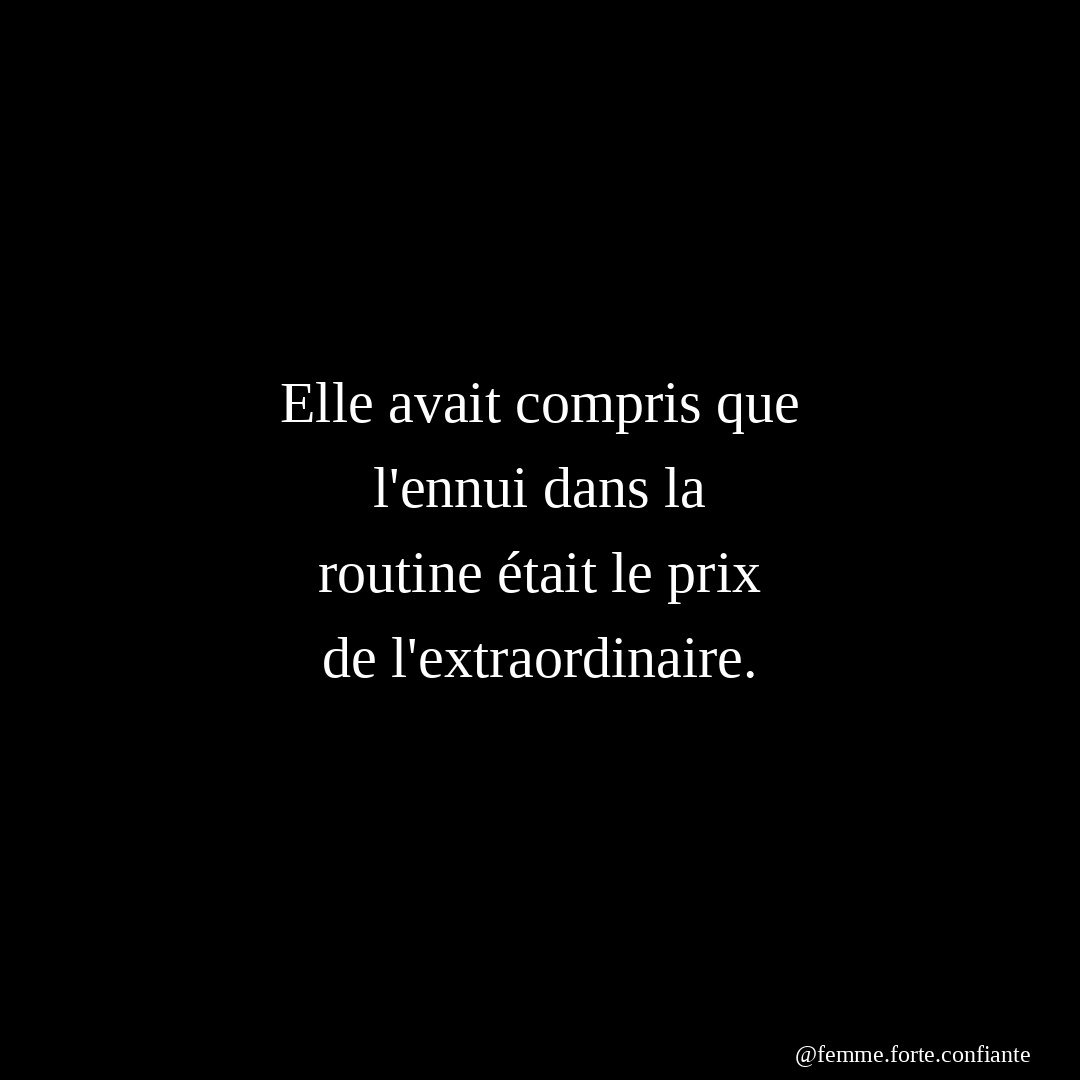 Elle avait compris que
l'ennui dans la
routine était le prix
de l'extraordinaire.
@femme.forte.confiante